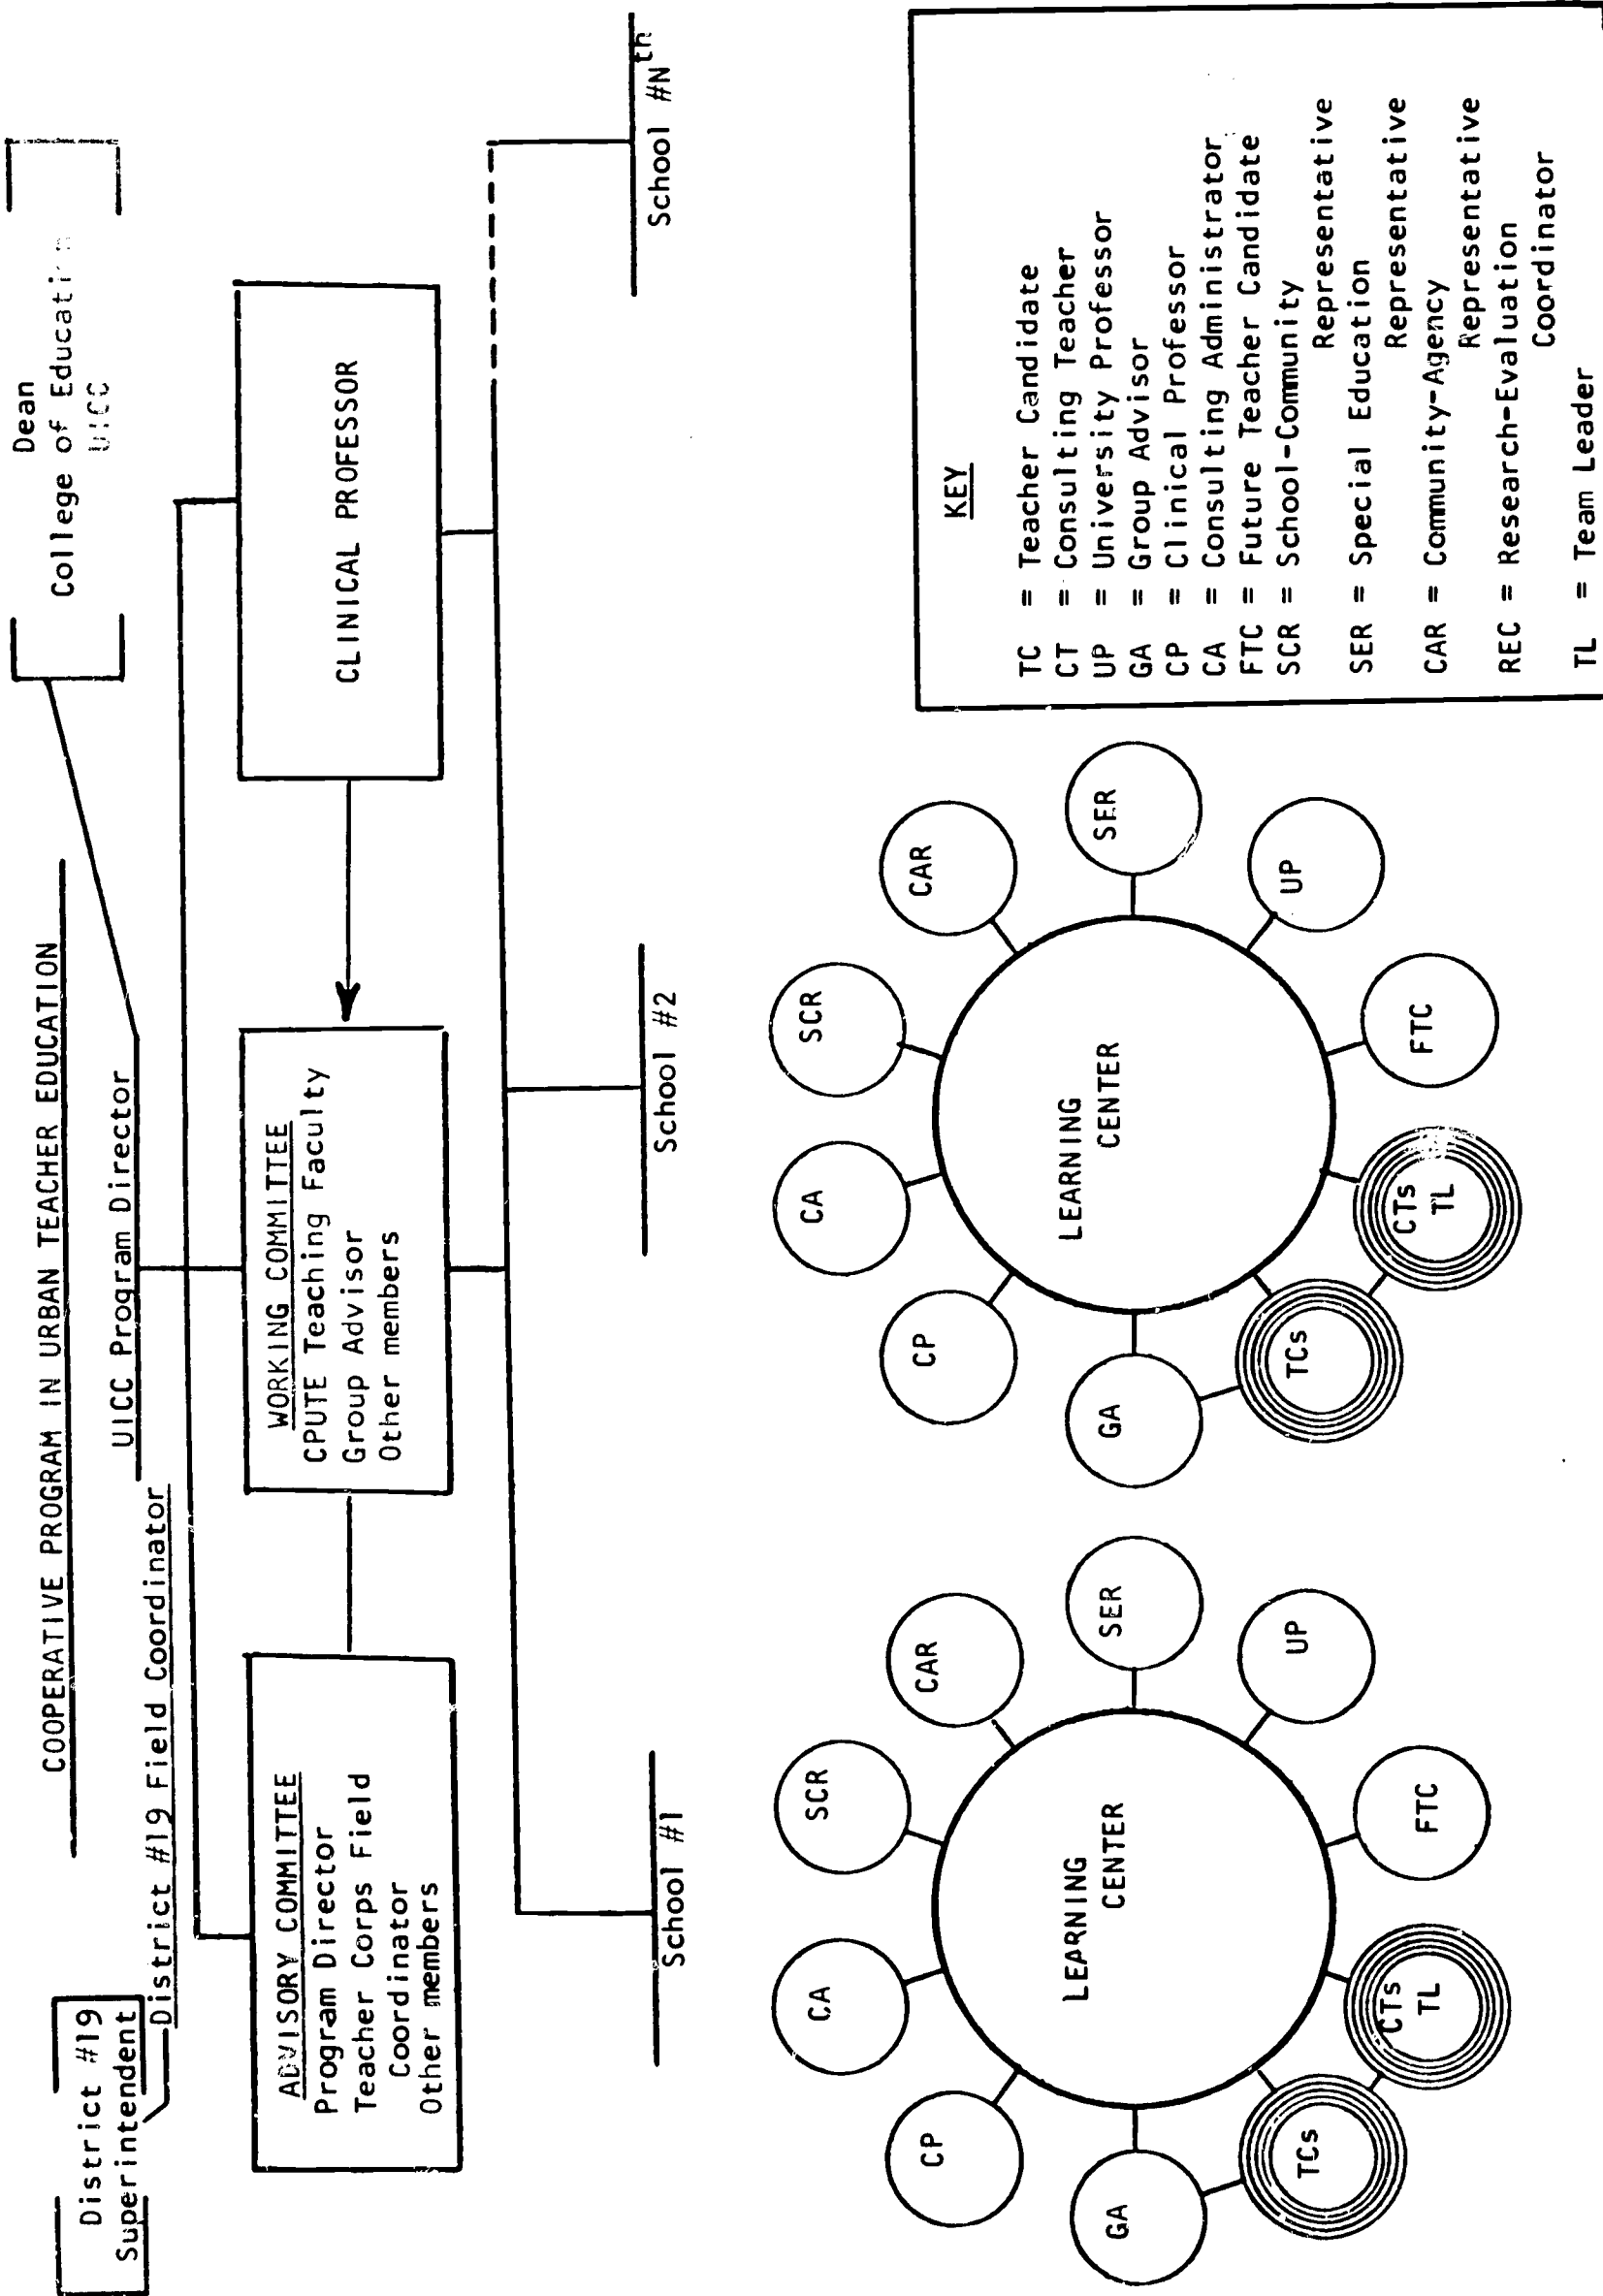 COOPERATIVE PROGRAM IN URBAN TEACHER EDUCATION
District #19
Superintendent
District #19 Field Coordinator
UICC Program Director
Dean
College of Education
UICC
ADVISORY COMMITTEE
Program Director
Teacher Corps Field
Coordinator
Other members
WORKING COMMITTEE
CPUTE Teaching Faculty
Group Advisor
Other members
CLINICAL PROFESSOR
School #1
School #2
School #Nth
LEARNING
CENTER
GA
CP
CA
SCR
CAR
SER
UP
FTC
CTs
TL
TCs
LEARNING
CENTER
GA
CP
CA
SCR
CAR
SER
UP
FTC
CTs
TL
TCs
KEY
TC = Teacher Candidate
CT = Consulting Teacher
UP = University Professor
GA = Group Advisor
CP = Clinical Professor
CA = Consulting Administrator
FTC = Future Teacher Candidate
SCR = School-Community
Representative
SER = Special Education
Representative
CAR = Community-Agency
Representative
REC = Research-Evaluation
Coordinator
TL = Team Leader